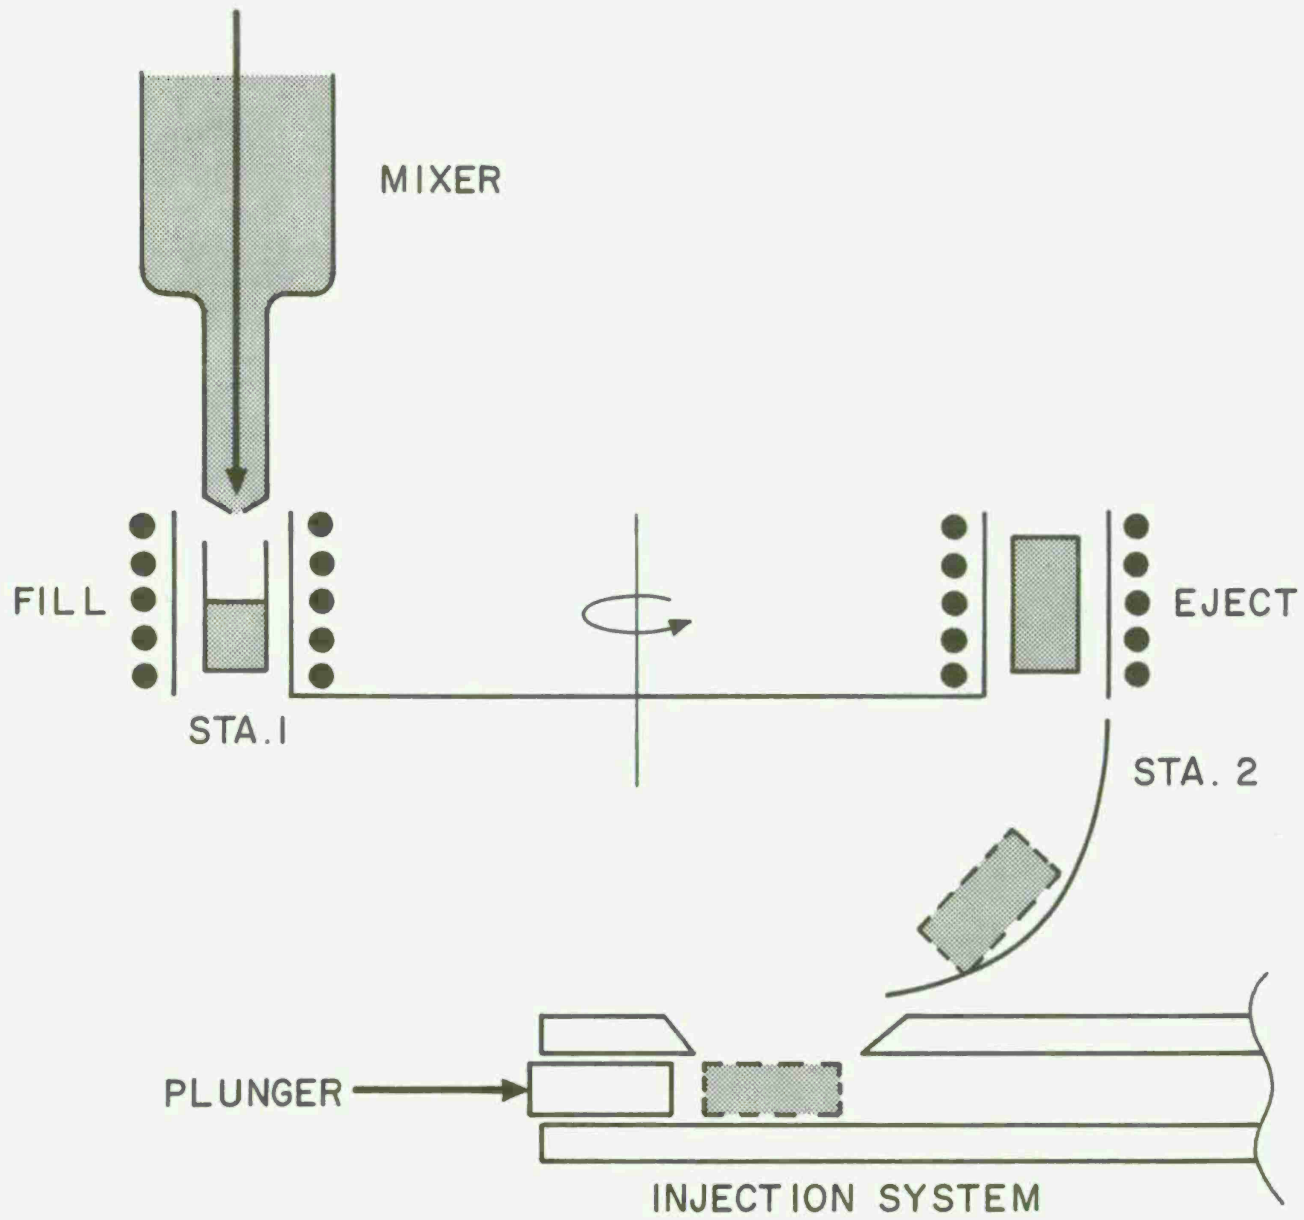 MIXER
FILL
EJECT
STA.1
STA. 2
PLUNGER
INJECTION SYSTEM